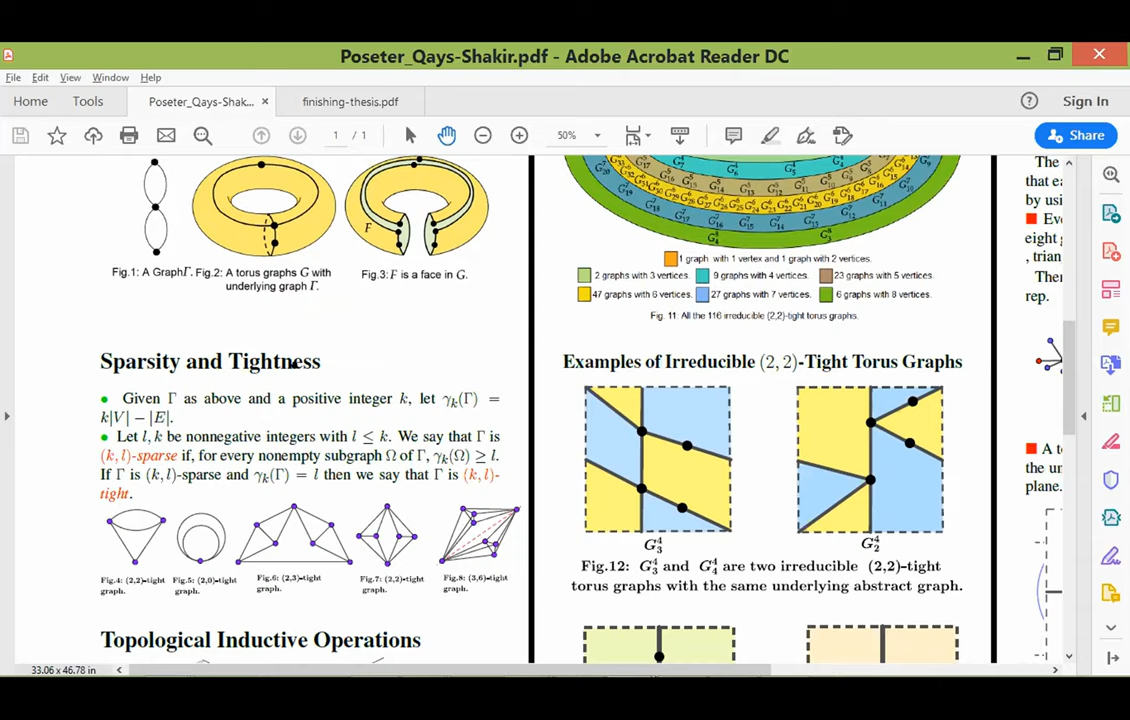 Poseter_Qays-Shakir.pdf - Adobe Acrobat Reader DC
File Edit View Window Help
Home Tools Poseter_Qays-Shak... × finishing-thesis.pdf Sign In
1 / 1 50% Share
F
Fig.1: A GraphΓ. Fig.2: A torus graphs G with
underlying graph Γ.
Fig.3: F is a face in G.
Sparsity and Tightness
• Given Γ as above and a positive integer k, let γk(Γ) =
k|V| − |E|.
• Let l, k be nonnegative integers with l ≤ k. We say that Γ is
(k, l)-sparse if, for every nonempty subgraph Ω of Γ, γk(Ω) ≥ l.
If Γ is (k, l)-sparse and γk(Γ) = l then we say that Γ is (k, l)-
tight.
Fig.4: (2,2)-tight
graph.
Fig.5: (2,0)-tight
graph.
Fig.6: (2,3)-tight
graph.
Fig.7: (2,2)-tight
graph.
Fig.8: (3,6)-tight
graph.
Topological Inductive Operations
1 graph with 1 vertex and 1 graph with 2 vertices.
2 graphs with 3 vertices. 9 graphs with 4 vertices. 23 graphs with 5 vertices.
47 graphs with 6 vertices. 27 graphs with 7 vertices. 6 graphs with 8 vertices.
Fig. 11: All the 116 irreducible (2,2)-tight torus graphs.
Examples of Irreducible (2, 2)-Tight Torus Graphs
G₃⁴ G₂⁴
Fig.12: G₃⁴ and G₄⁴ are two irreducible (2,2)-tight
torus graphs with the same underlying abstract graph.
The
that ea
by usi
Eve
eight
, trian
Ther
rep.
A to
the un
plane.
33.06 x 46.78 in